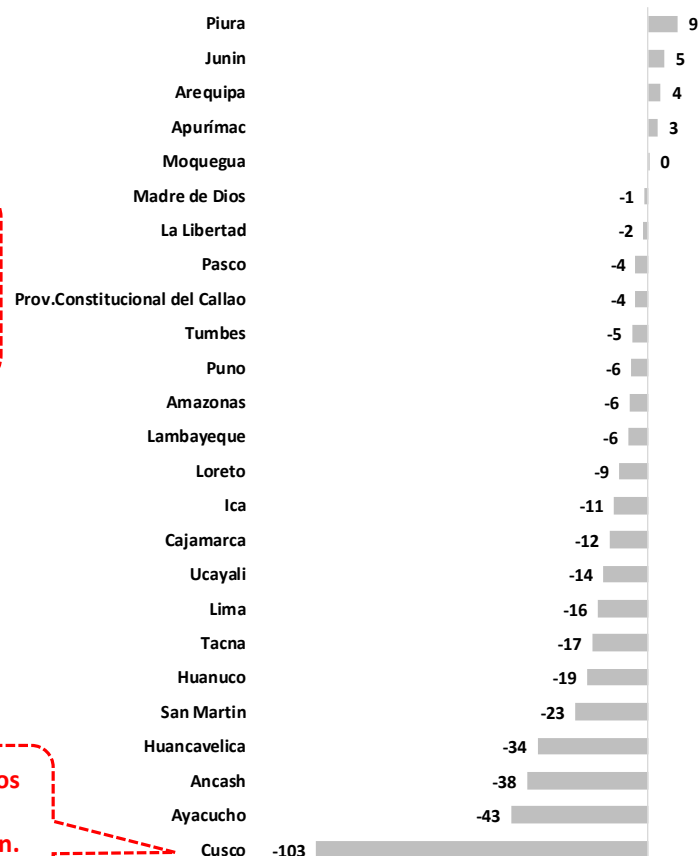 Piura 9
Junin 5
Arequipa 4
Apurímac 3
Moquegua 0
Madre de Dios -1
La Libertad -2
Pasco -4
Prov.Constitucional del Callao -4
Tumbes -5
Puno -6
Amazonas -6
Lambayeque -6
Loreto -9
Ica -11
Cajamarca -12
Ucayali -14
Lima -16
Tacna -17
Huanuco -19
San Martin -23
Huancavelica -34
os
Ancash -38
Ayacucho -43
n.
Cusco -103